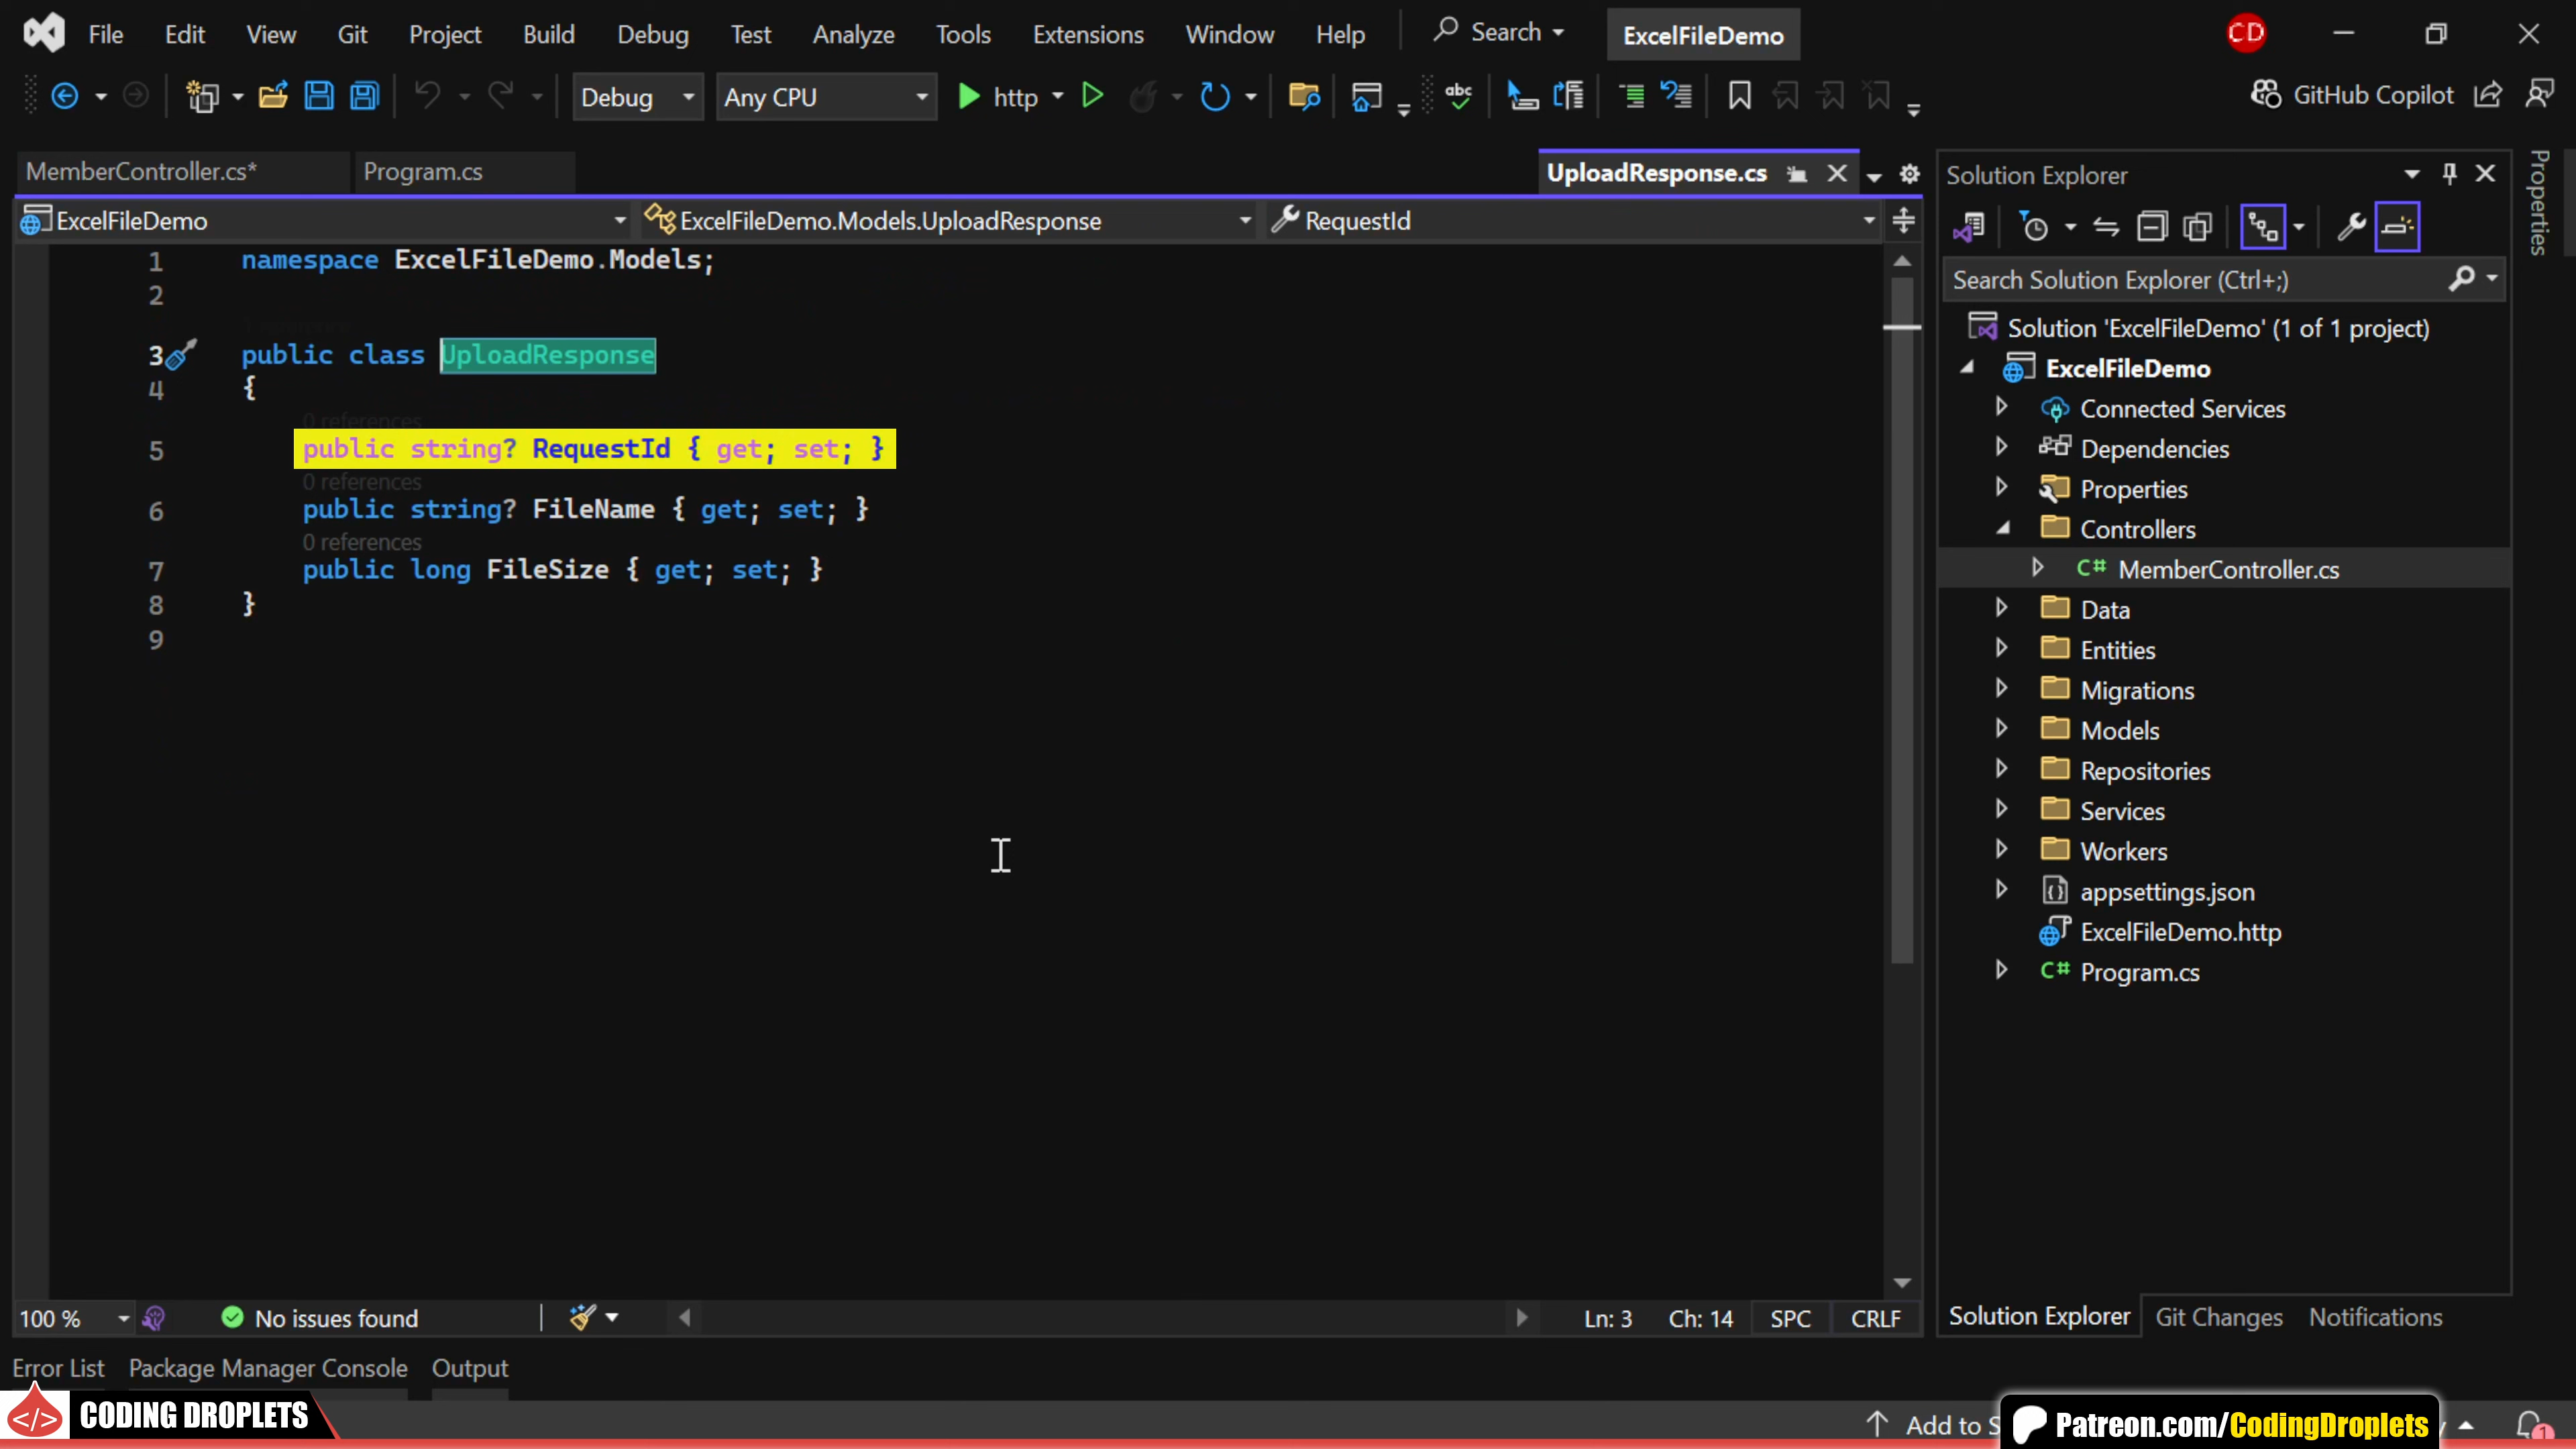 File Edit View Git Project Build Debug Test Analyze Tools Extensions Window Help Search ExcelFileDemo CD
Debug Any CPU http abc GitHub Copilot
MemberController.cs* Program.cs UploadResponse.cs
ExcelFileDemo ExcelFileDemo.Models.UploadResponse RequestId
1 namespace ExcelFileDemo.Models;
2
3 public class UploadResponse
4 {
0 references
5 public string? RequestId { get; set; }
0 references
6 public string? FileName { get; set; }
0 references
7 public long FileSize { get; set; }
8 }
9
100 % No issues found Ln: 3 Ch: 14 SPC CRLF
Error List Package Manager Console Output
Solution Explorer
Search Solution Explorer (Ctrl+;)
Solution 'ExcelFileDemo' (1 of 1 project)
ExcelFileDemo
Connected Services
Dependencies
Properties
Controllers
C# MemberController.cs
Data
Entities
Migrations
Models
Repositories
Services
Workers
appsettings.json
ExcelFileDemo.http
C# Program.cs
Solution Explorer Git Changes Notifications
Properties
</> CODING DROPLETS
Add to
Patreon.com/CodingDroplets
1